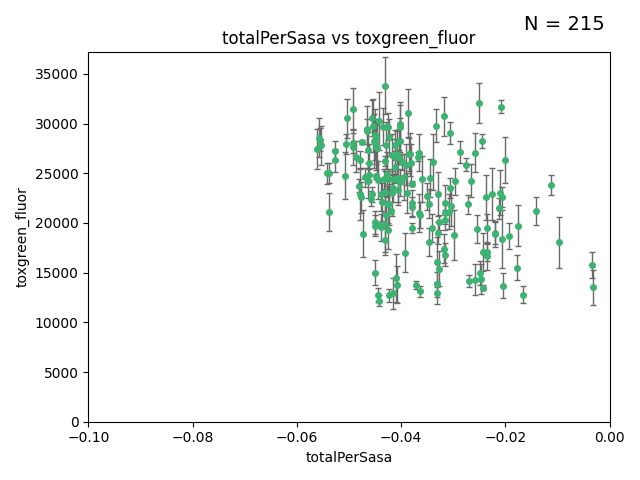 N = 215
totalPerSasa vs toxgreen_fluor
toxgreen_fluor
35000
30000
25000
20000
15000
10000
5000
0
−0.10 −0.08 −0.06 −0.04 −0.02 0.00
totalPerSasa